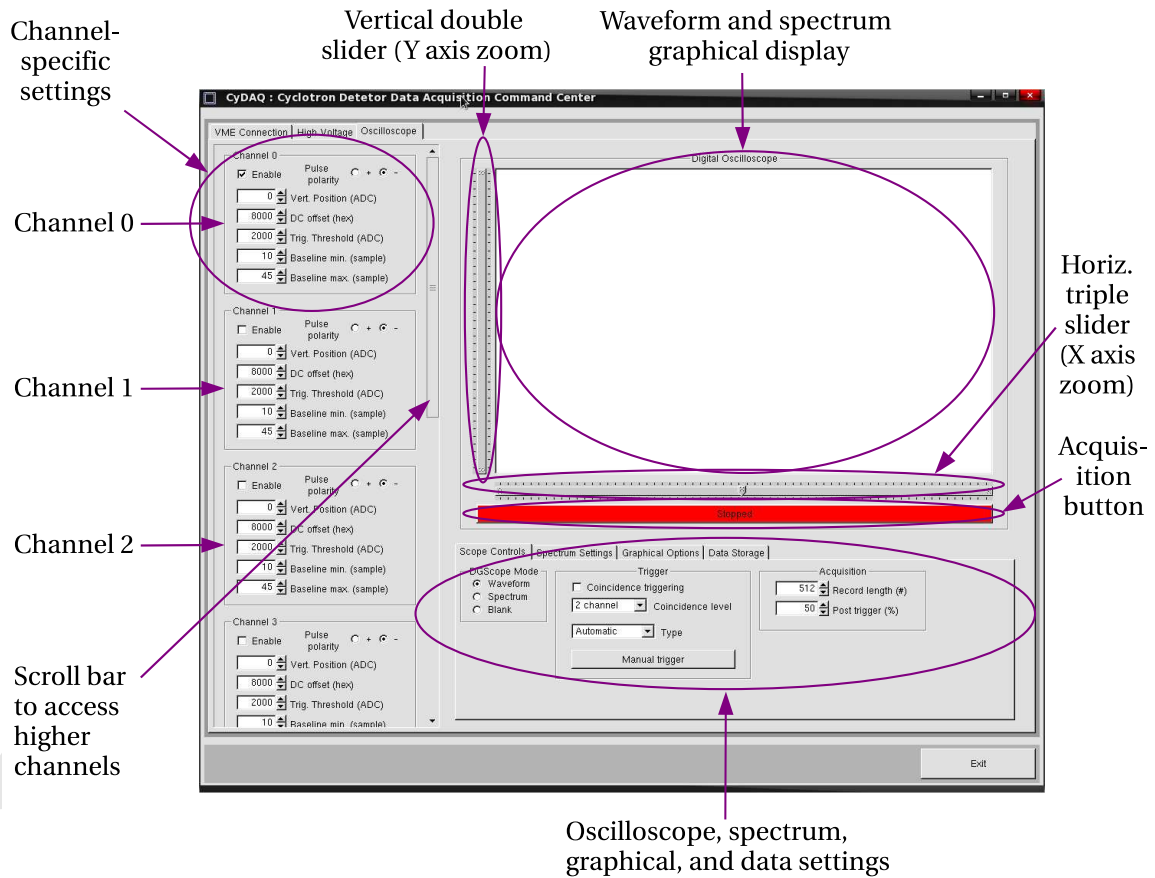 Channel-
specific
settings
Vertical double
slider (Y axis zoom)
Waveform and spectrum
graphical display
CyDAQ : Cyclotron Detetor Data Acquisition Command Center
VME Connection High Voltage Oscilloscope
Channel 0
Enable Pulse polarity + -
0 Vert. Position (ADC)
8000 DC offset (hex)
2000 Trig. Threshold (ADC)
10 Baseline min. (sample)
45 Baseline max. (sample)
Channel 0
Channel 1
Enable Pulse polarity + -
0 Vert. Position (ADC)
8000 DC offset (hex)
2000 Trig. Threshold (ADC)
10 Baseline min. (sample)
45 Baseline max. (sample)
Channel 1
Channel 2
Enable Pulse polarity + -
0 Vert. Position (ADC)
8000 DC offset (hex)
2000 Trig. Threshold (ADC)
10 Baseline min. (sample)
45 Baseline max. (sample)
Channel 2
Channel 3
Enable Pulse polarity + -
0 Vert. Position (ADC)
8000 DC offset (hex)
2000 Trig. Threshold (ADC)
10 Baseline min. (sample)
Scroll bar
to access
higher
channels
Digital Oscilloscope
Horiz.
triple
slider
(X axis
zoom)
Acquis-
ition
button
Stopped
Scope Controls Spectrum Settings Graphical Options Data Storage
DGScope Mode
Waveform
Spectrum
Blank
Trigger
Coincidence triggering
2 channel Coincidence level
Automatic Type
Manual trigger
Acquisition
512 Record length (#)
50 Post trigger (%)
Exit
Oscilloscope, spectrum,
graphical, and data settings